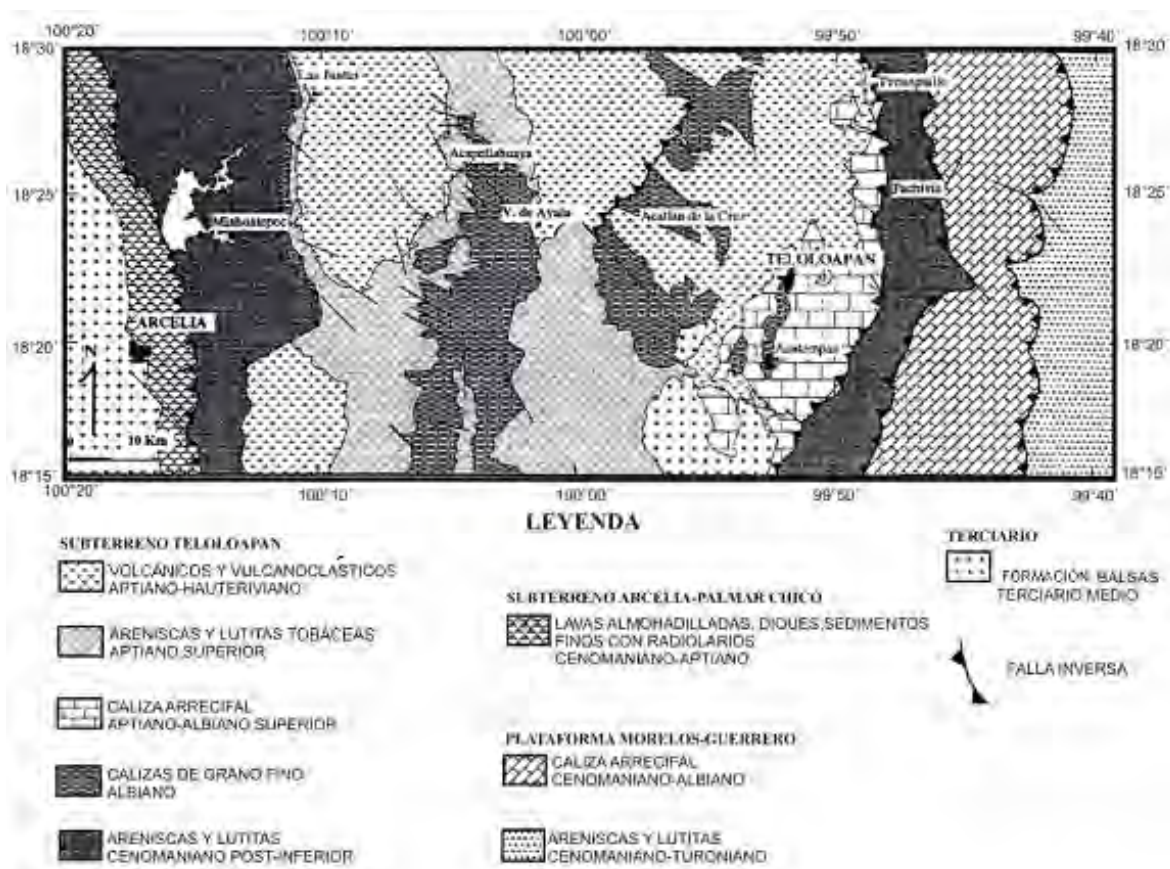 100°20' 100°10' 100°00' 99°50' 99°40'
18°30' 18°30'
Acapetlahuaya
Pachivia
18°25' 18°25'
V. de Ayala
Acatlan de la Cruz
TELOLOAPAN
ARCELIA
18°20' 18°20'
N
10 Km
18°15' 18°15'
100°20' 100°10' 100°00' 99°50' 99°40'
LEYENDA
SUBTERRENO TELOLOAPAN
VOLCÁNICOS Y VULCANOCLÁSTICOS
APTIANO-HAUTERIVIANO
ARENISCAS Y LUTITAS TOBÁCEAS
APTIANO SUPERIOR
CALIZA ARRECIFAL
APTIANO-ALBIANO SUPERIOR
CALIZAS DE GRANO FINO
ALBIANO
ARENISCAS Y LUTITAS
CENOMANIANO POST-INFERIOR
SUBTERRENO ARCELIA-PALMAR CHICO
LAVAS ALMOHADILLADAS, DIQUES, SEDIMENTOS
FINOS CON RADIOLARIOS
CENOMANIANO-APTIANO
PLATAFORMA MORELOS-GUERRERO
CALIZA ARRECIFAL
CENOMANIANO-ALBIANO
ARENISCAS Y LUTITAS
CENOMANIANO-TURONIANO
TERCIARIO
FORMACIÓN BALSAS
TERCIARIO MEDIO
FALLA INVERSA